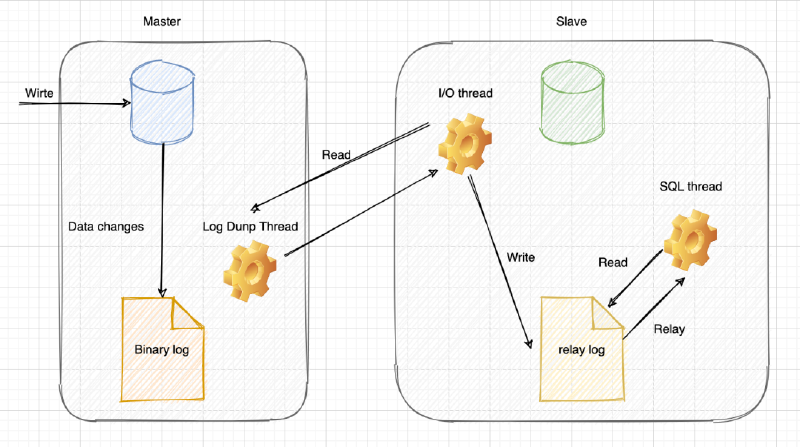 Master
Slave
Wirte
I/O thread
Read
SQL thread
Data changes
Log Dunp Thread
Write
Read
Relay
Binary log
relay log